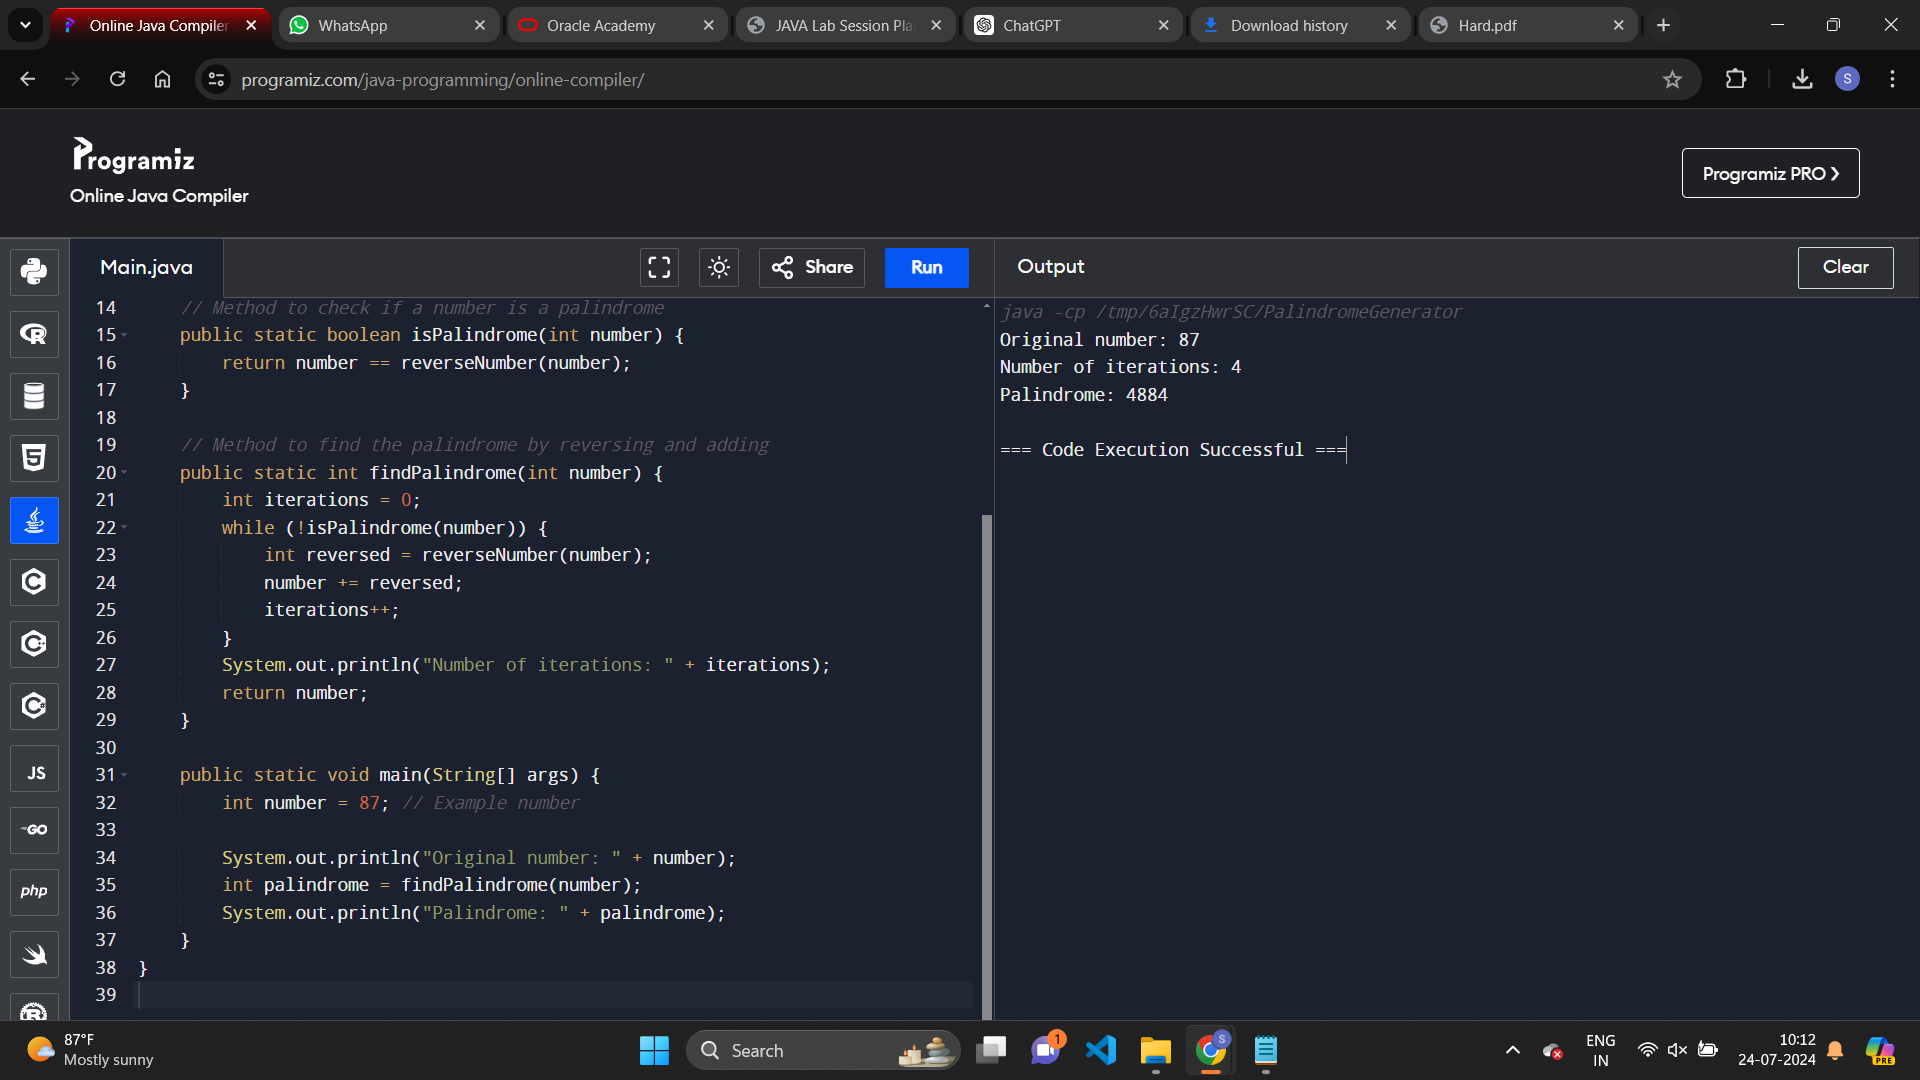 Online Java Compiler
WhatsApp
Oracle Academy
JAVA Lab Session Pla
ChatGPT
Download history
Hard.pdf
programiz.com/java-programming/online-compiler/
S
Programiz
Online Java Compiler
Programiz PRO ❯
Main.java
Share
Run
Output
Clear
14 // Method to check if a number is a palindrome
15 public static boolean isPalindrome(int number) {
16 return number == reverseNumber(number);
17 }
18
19 // Method to find the palindrome by reversing and adding
20 public static int findPalindrome(int number) {
21 int iterations = 0;
22 while (!isPalindrome(number)) {
23 int reversed = reverseNumber(number);
24 number += reversed;
25 iterations++;
26 }
27 System.out.println("Number of iterations: " + iterations);
28 return number;
29 }
30
31 public static void main(String[] args) {
32 int number = 87; // Example number
33
34 System.out.println("Original number: " + number);
35 int palindrome = findPalindrome(number);
36 System.out.println("Palindrome: " + palindrome);
37 }
38 }
39
java -cp /tmp/6aIgzHwrSC/PalindromeGenerator
Original number: 87
Number of iterations: 4
Palindrome: 4884
=== Code Execution Successful ===
R
5
C
C++
C#
JS
GO
php
R
87°F
Mostly sunny
Search
1
S
ENG
IN
10:12
24-07-2024
PRE